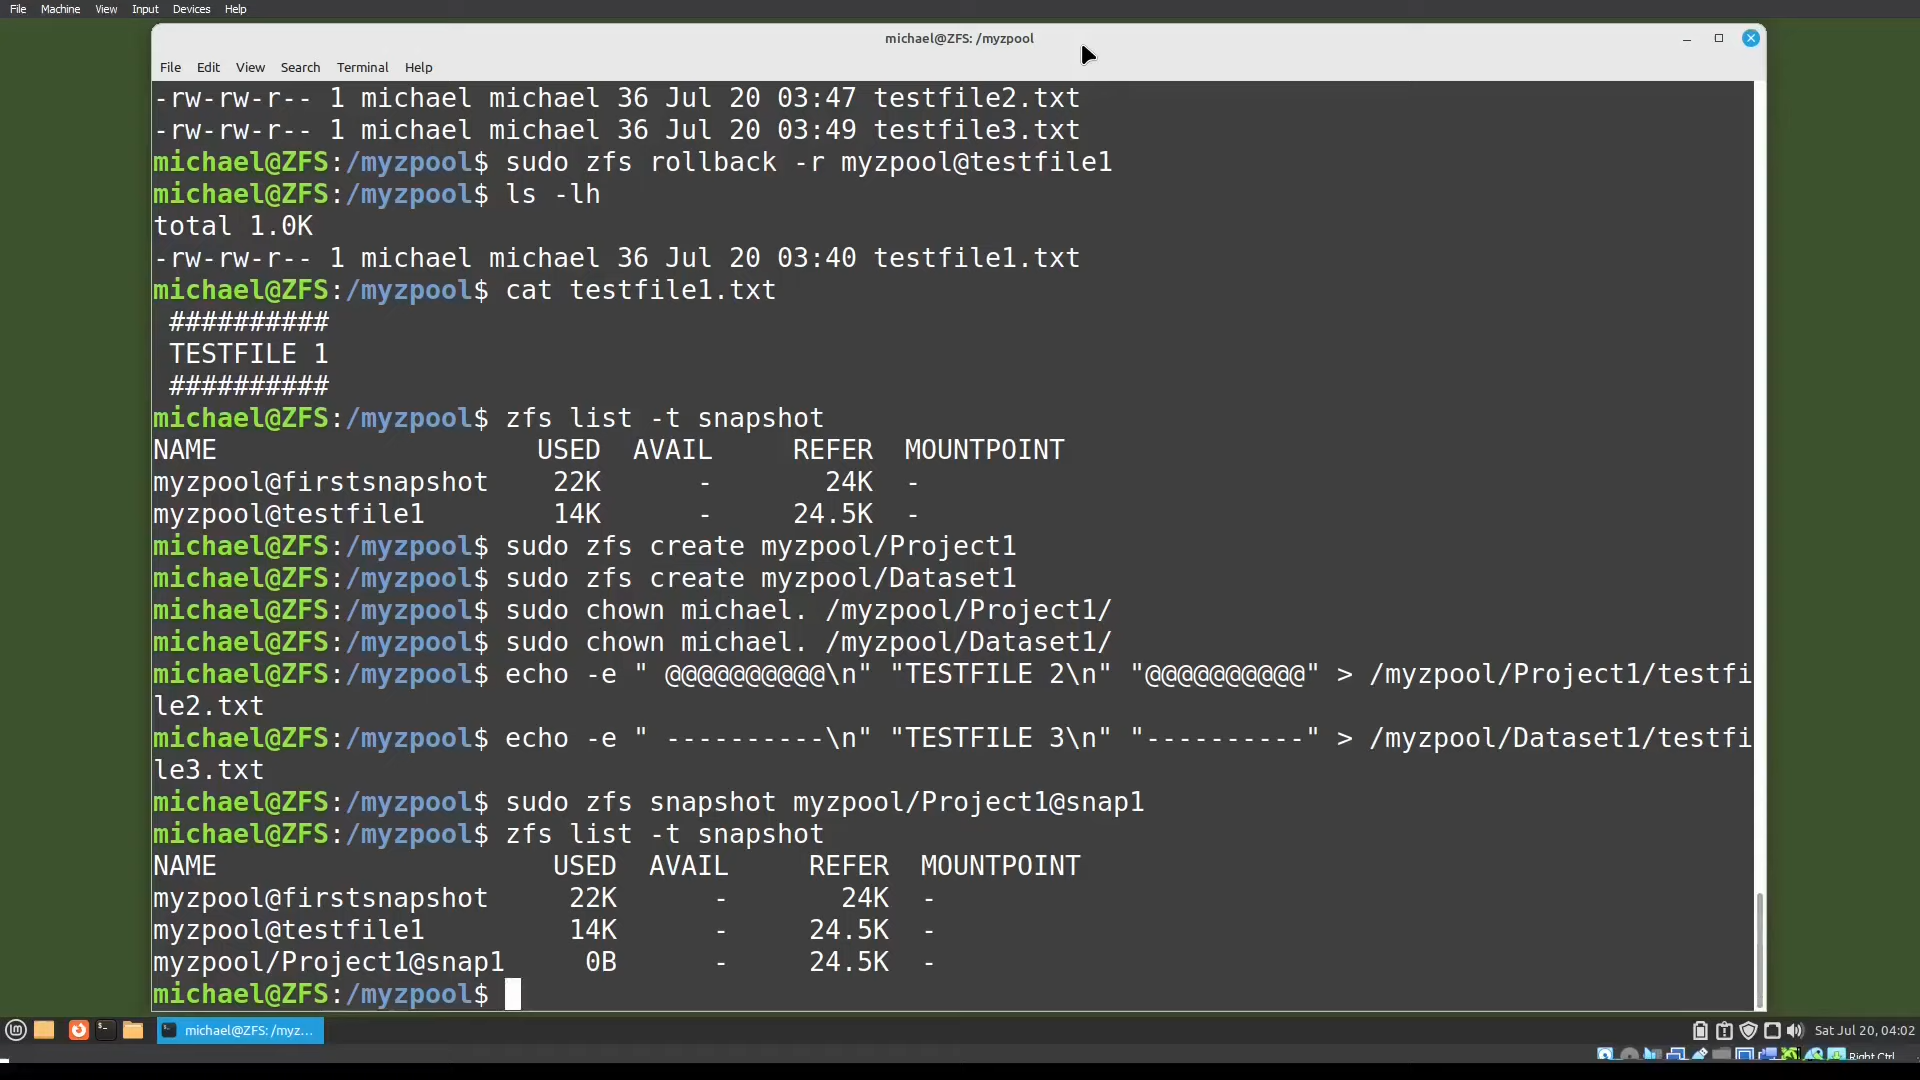 File Machine View Input Devices Help
michael@ZFS: /myzpool
File Edit View Search Terminal Help
-rw-rw-r-- 1 michael michael 36 Jul 20 03:47 testfile2.txt
-rw-rw-r-- 1 michael michael 36 Jul 20 03:49 testfile3.txt
michael@ZFS:/myzpool$ sudo zfs rollback -r myzpool@testfile1
michael@ZFS:/myzpool$ ls -lh
total 1.0K
-rw-rw-r-- 1 michael michael 36 Jul 20 03:40 testfile1.txt
michael@ZFS:/myzpool$ cat testfile1.txt
 ##########
 TESTFILE 1
 ##########
michael@ZFS:/myzpool$ zfs list -t snapshot
NAME                    USED  AVAIL     REFER  MOUNTPOINT
myzpool@firstsnapshot    22K      -       24K  -
myzpool@testfile1        14K      -     24.5K  -
michael@ZFS:/myzpool$ sudo zfs create myzpool/Project1
michael@ZFS:/myzpool$ sudo zfs create myzpool/Dataset1
michael@ZFS:/myzpool$ sudo chown michael. /myzpool/Project1/
michael@ZFS:/myzpool$ sudo chown michael. /myzpool/Dataset1/
michael@ZFS:/myzpool$ echo -e " @@@@@@@@@@\n" "TESTFILE 2\n" "@@@@@@@@@@" > /myzpool/Project1/testfi
le2.txt
michael@ZFS:/myzpool$ echo -e " ----------\n" "TESTFILE 3\n" "----------" > /myzpool/Dataset1/testfi
le3.txt
michael@ZFS:/myzpool$ sudo zfs snapshot myzpool/Project1@snap1
michael@ZFS:/myzpool$ zfs list -t snapshot
NAME                     USED  AVAIL     REFER  MOUNTPOINT
myzpool@firstsnapshot     22K      -       24K  -
myzpool@testfile1         14K      -     24.5K  -
myzpool/Project1@snap1     0B      -     24.5K  -
michael@ZFS:/myzpool$
michael@ZFS: /myz... Sat Jul 20, 04:02
Right Ctrl